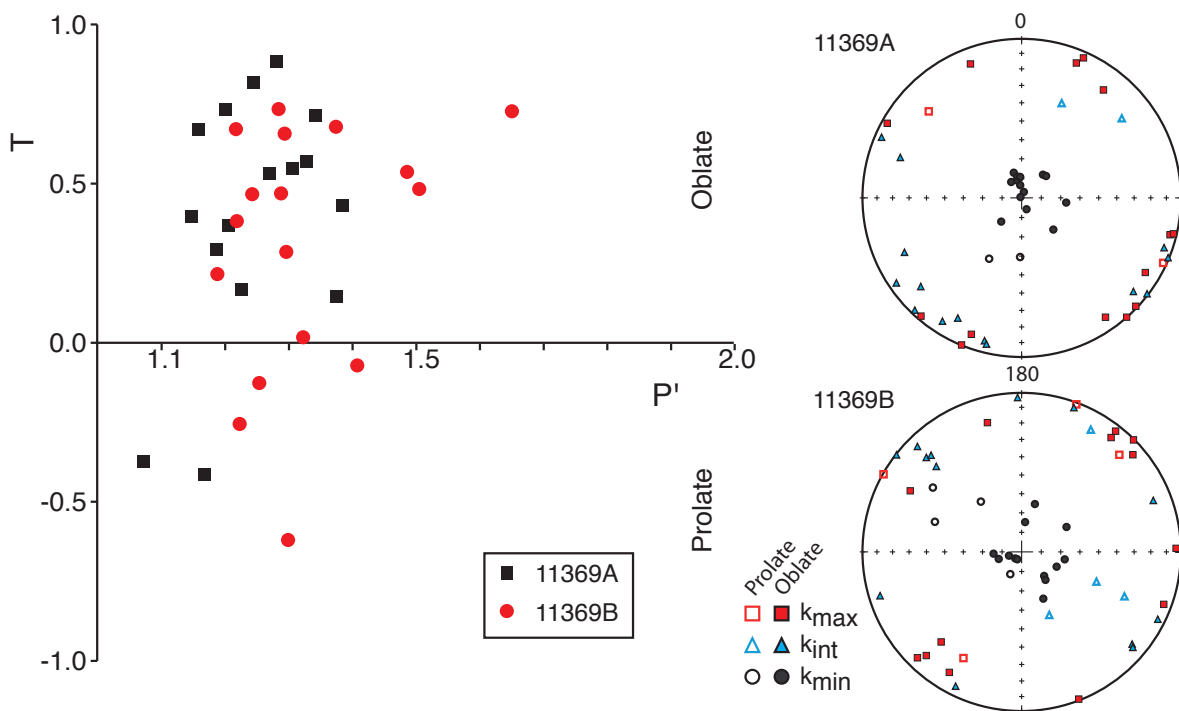 1.0
0.5
0.0
-0.5
-1.0
T
1.1
1.5
2.0
P'
Oblate
Prolate
11369A
11369B
11369A
0
180
11369B
Prolate
Oblate
kmax
kint
kmin